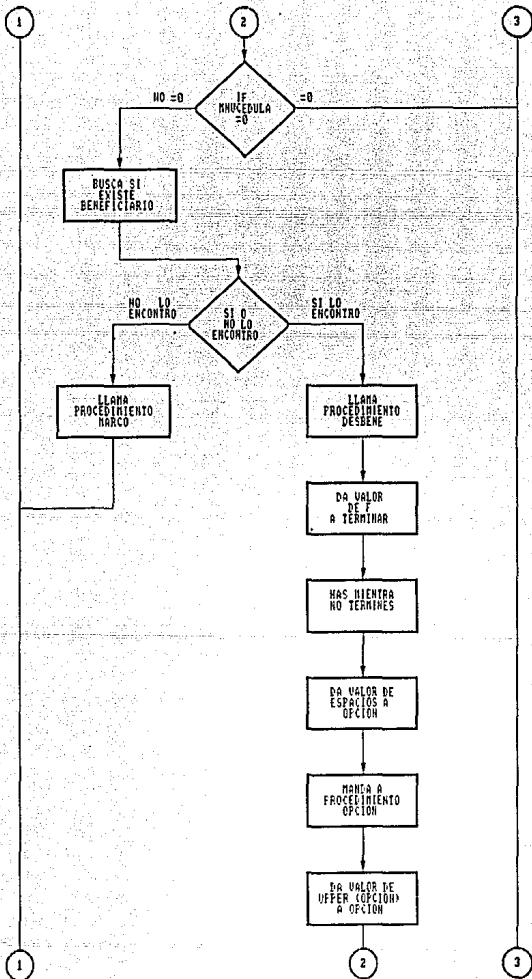 1
2
3
IF
MNUCEDULA
=0
NO =0
=0
BUSCA SI
EXISTE
BENEFICIARIO
SI O
NO LO
ENCONTRO
NO LO
ENCONTRO
SI LO
ENCONTRO
LLAMA
PROCEDIMIENTO
MARCO
LLAMA
PROCEDIMIENTO
DESBENE
DA VALOR
DE F
A TERMINAR
HAS MIENTRA
NO TERMINES
DA VALOR DE
ESPACIOS A
OPCION
MANDA A
PROCEDIMIENTO
OPCION
DA VALOR DE
UPPER (OPCION)
A OPCION
1
2
3